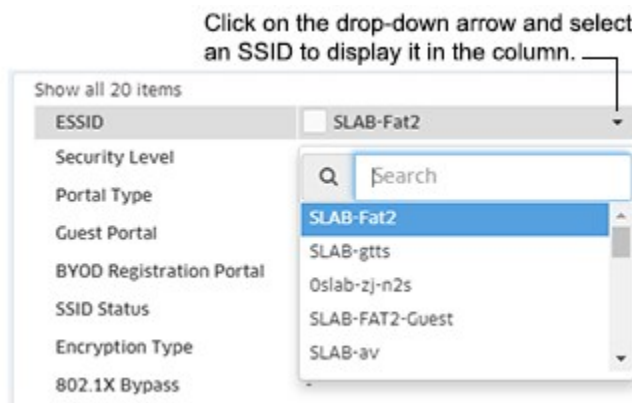 Click on the drop-down arrow and select
an SSID to display it in the column.
Show all 20 items
ESSID SLAB-Fat2
Security Level
Search
Portal Type
SLAB-Fat2
Guest Portal
SLAB-gtts
BYOD Registration Portal
0slab-zj-n2s
SSID Status
SLAB-FAT2-Guest
Encryption Type
SLAB-av
802.1X Bypass -